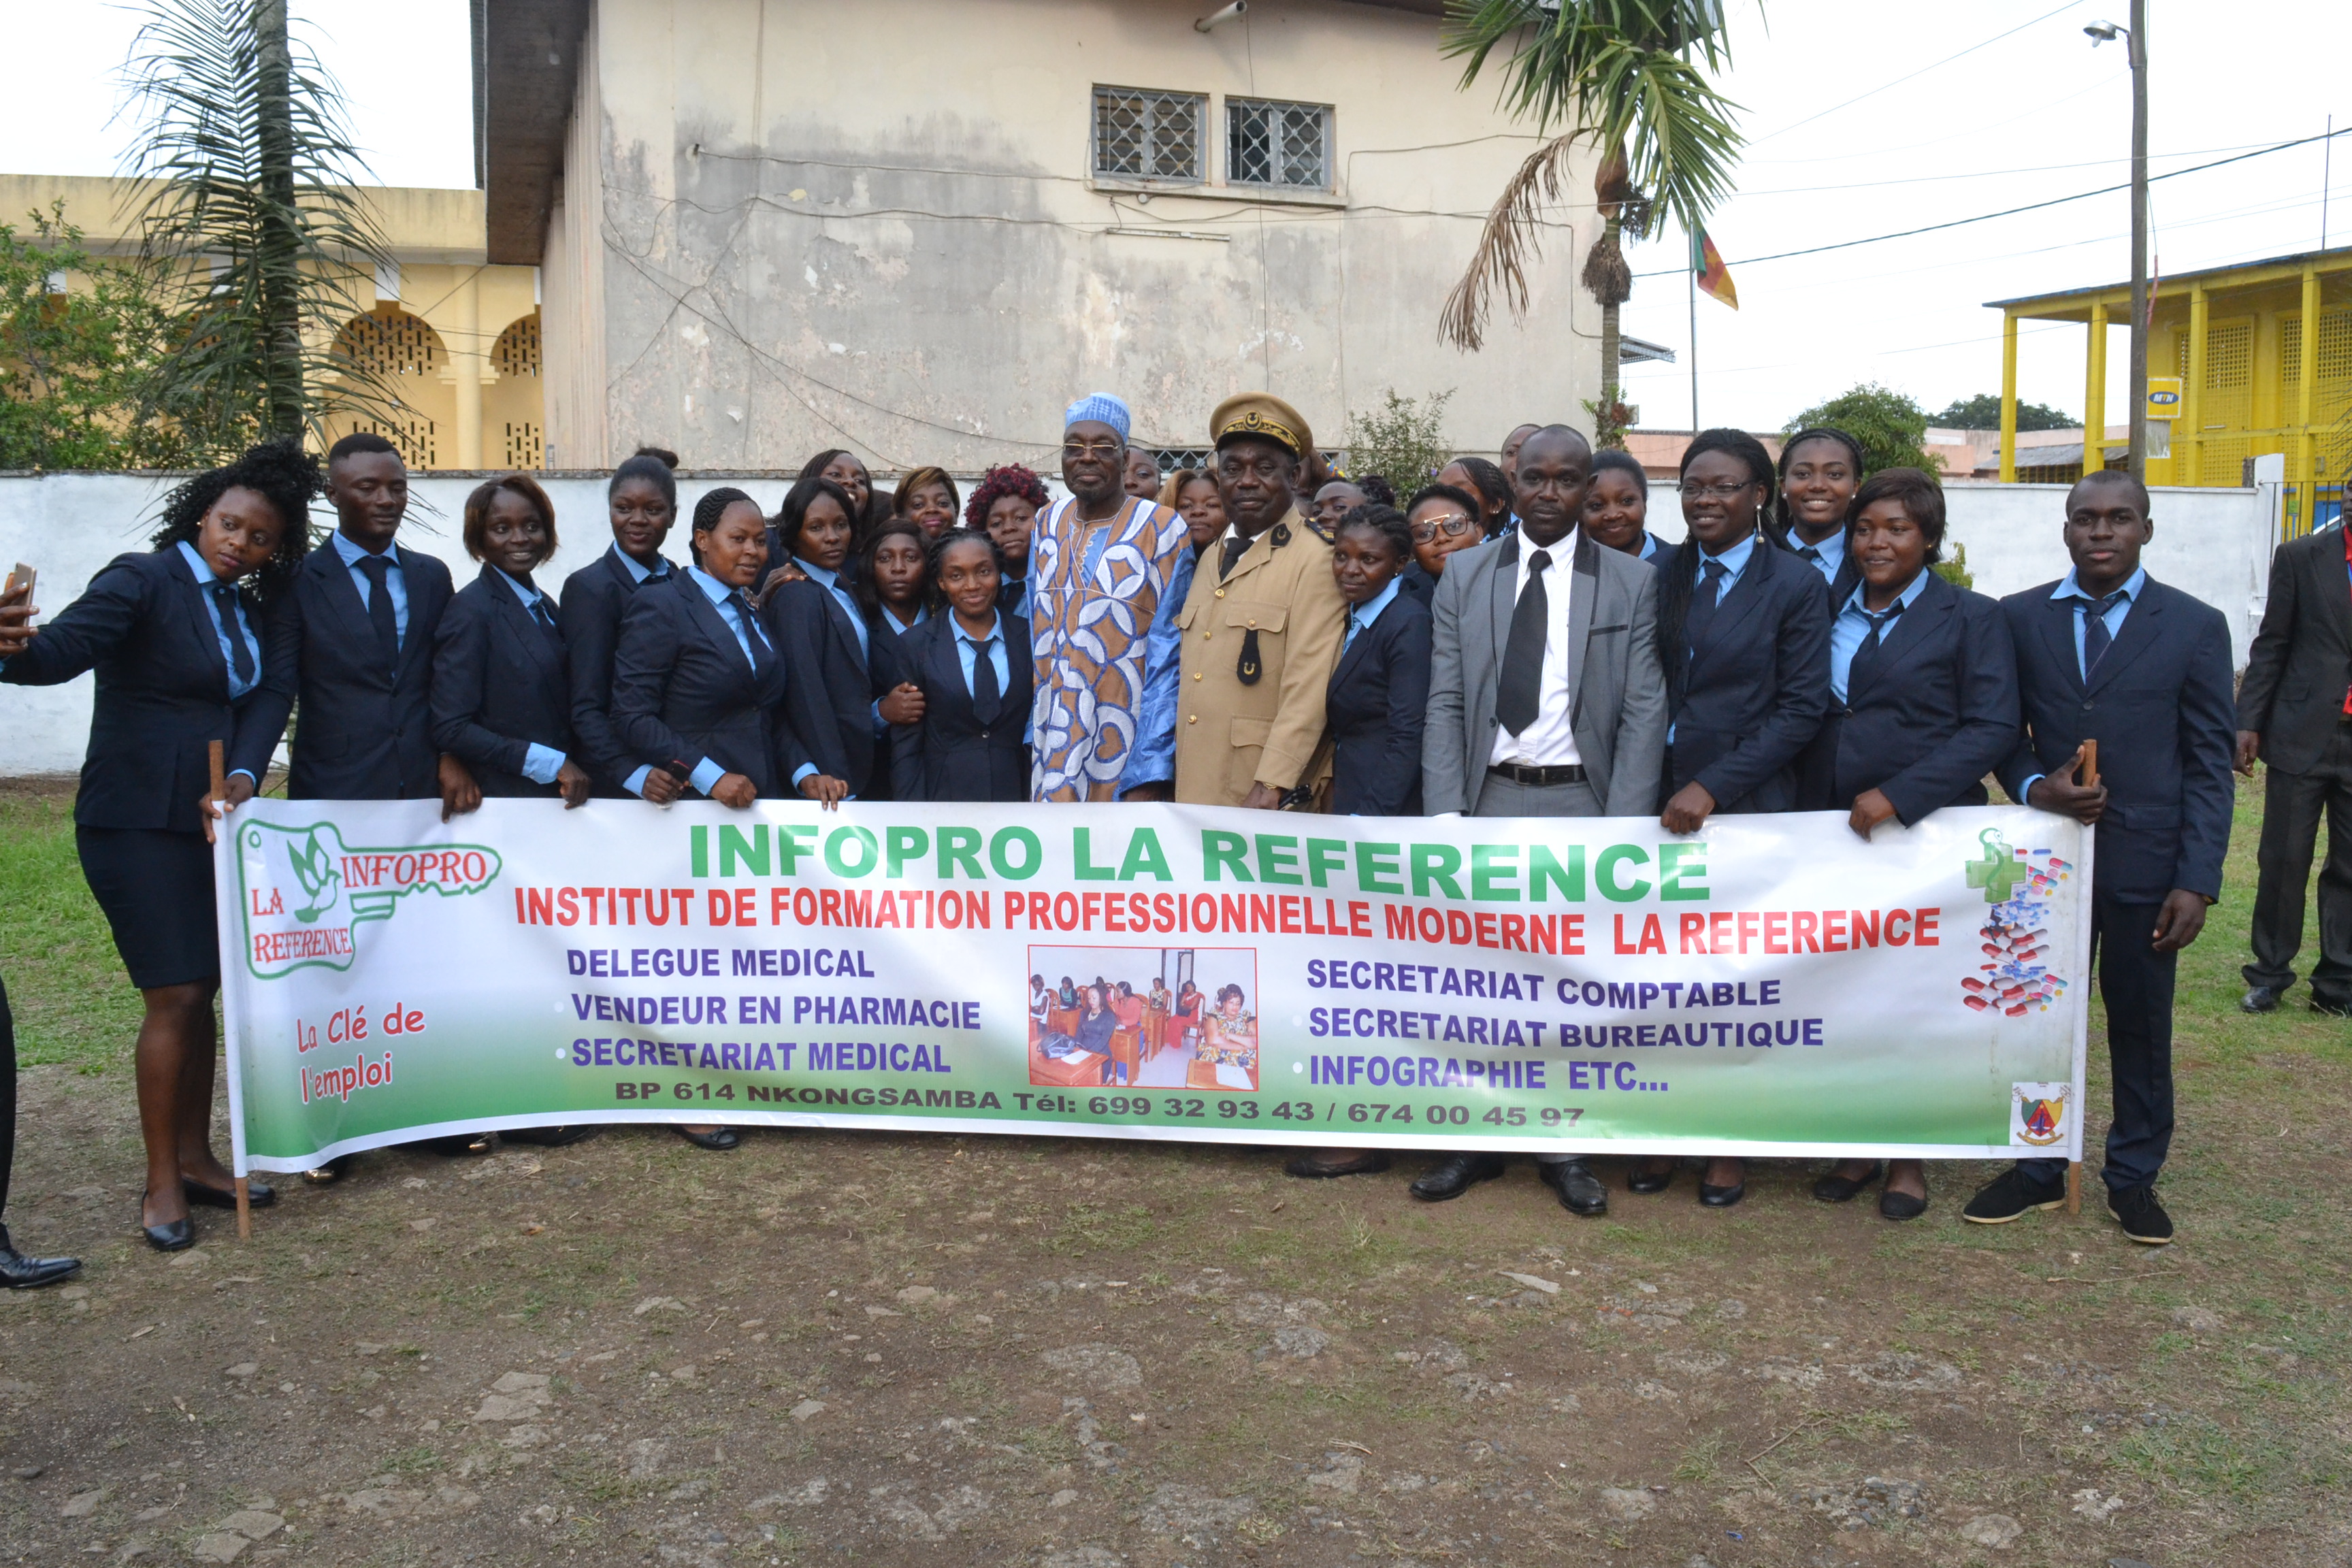 MTN
INFOPRO LA REFERENCE
INSTITUT DE FORMATION PROFESSIONNELLE MODERNE LA REFERENCE
INFOPRO
LA
REFERENCE
La Clé de
l'emploi
DELEGUE MEDICAL
• VENDEUR EN PHARMACIE
• SECRETARIAT MEDICAL
SECRETARIAT COMPTABLE
SECRETARIAT BUREAUTIQUE
• INFOGRAPHIE ETC...
BP 614 NKONGSAMBA Tél: 699 32 93 43 / 674 00 45 97